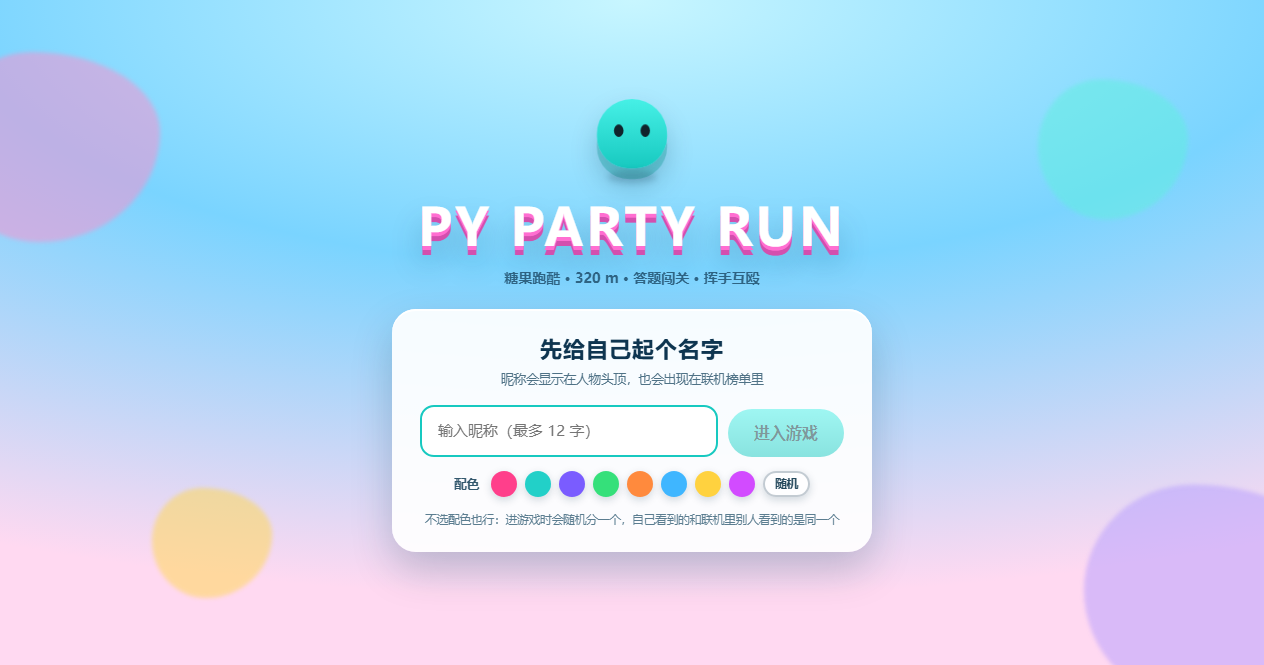 PY PARTY RUN
糖果跑酷 • 320 m • 答题闯关 • 挥手互殴
先给自己起个名字
昵称会显示在人物头顶，也会出现在联机榜单里
输入昵称（最多 12 字）
进入游戏
配色
随机
不选配色也行：进游戏时会随机分一个，自己看到的和联机里别人看到的是同一个